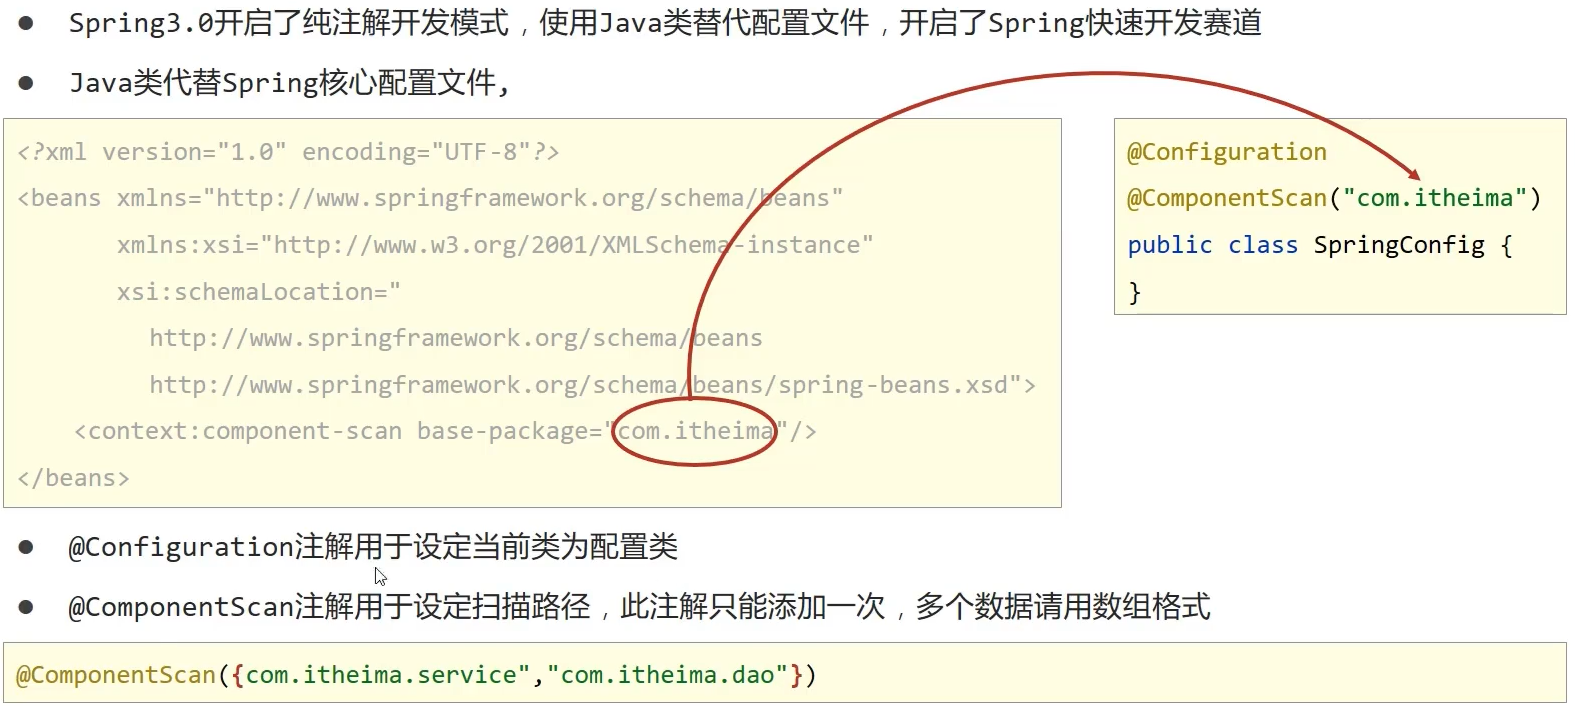 ● Spring3.0开启了纯注解开发模式，使用Java类替代配置文件，开启了Spring快速开发赛道
● Java类代替Spring核心配置文件,
<?xml version="1.0" encoding="UTF-8"?>
<beans xmlns="http://www.springframework.org/schema/beans"
xmlns:xsi="http://www.w3.org/2001/XMLSchema-instance"
xsi:schemaLocation="
http://www.springframework.org/schema/beans
http://www.springframework.org/schema/beans/spring-beans.xsd">
<context:component-scan base-package="com.itheima"/>
</beans>
@Configuration
@ComponentScan("com.itheima")
public class SpringConfig {
}
● @Configuration注解用于设定当前类为配置类
● @ComponentScan注解用于设定扫描路径，此注解只能添加一次，多个数据请用数组格式
@ComponentScan({com.itheima.service","com.itheima.dao"})